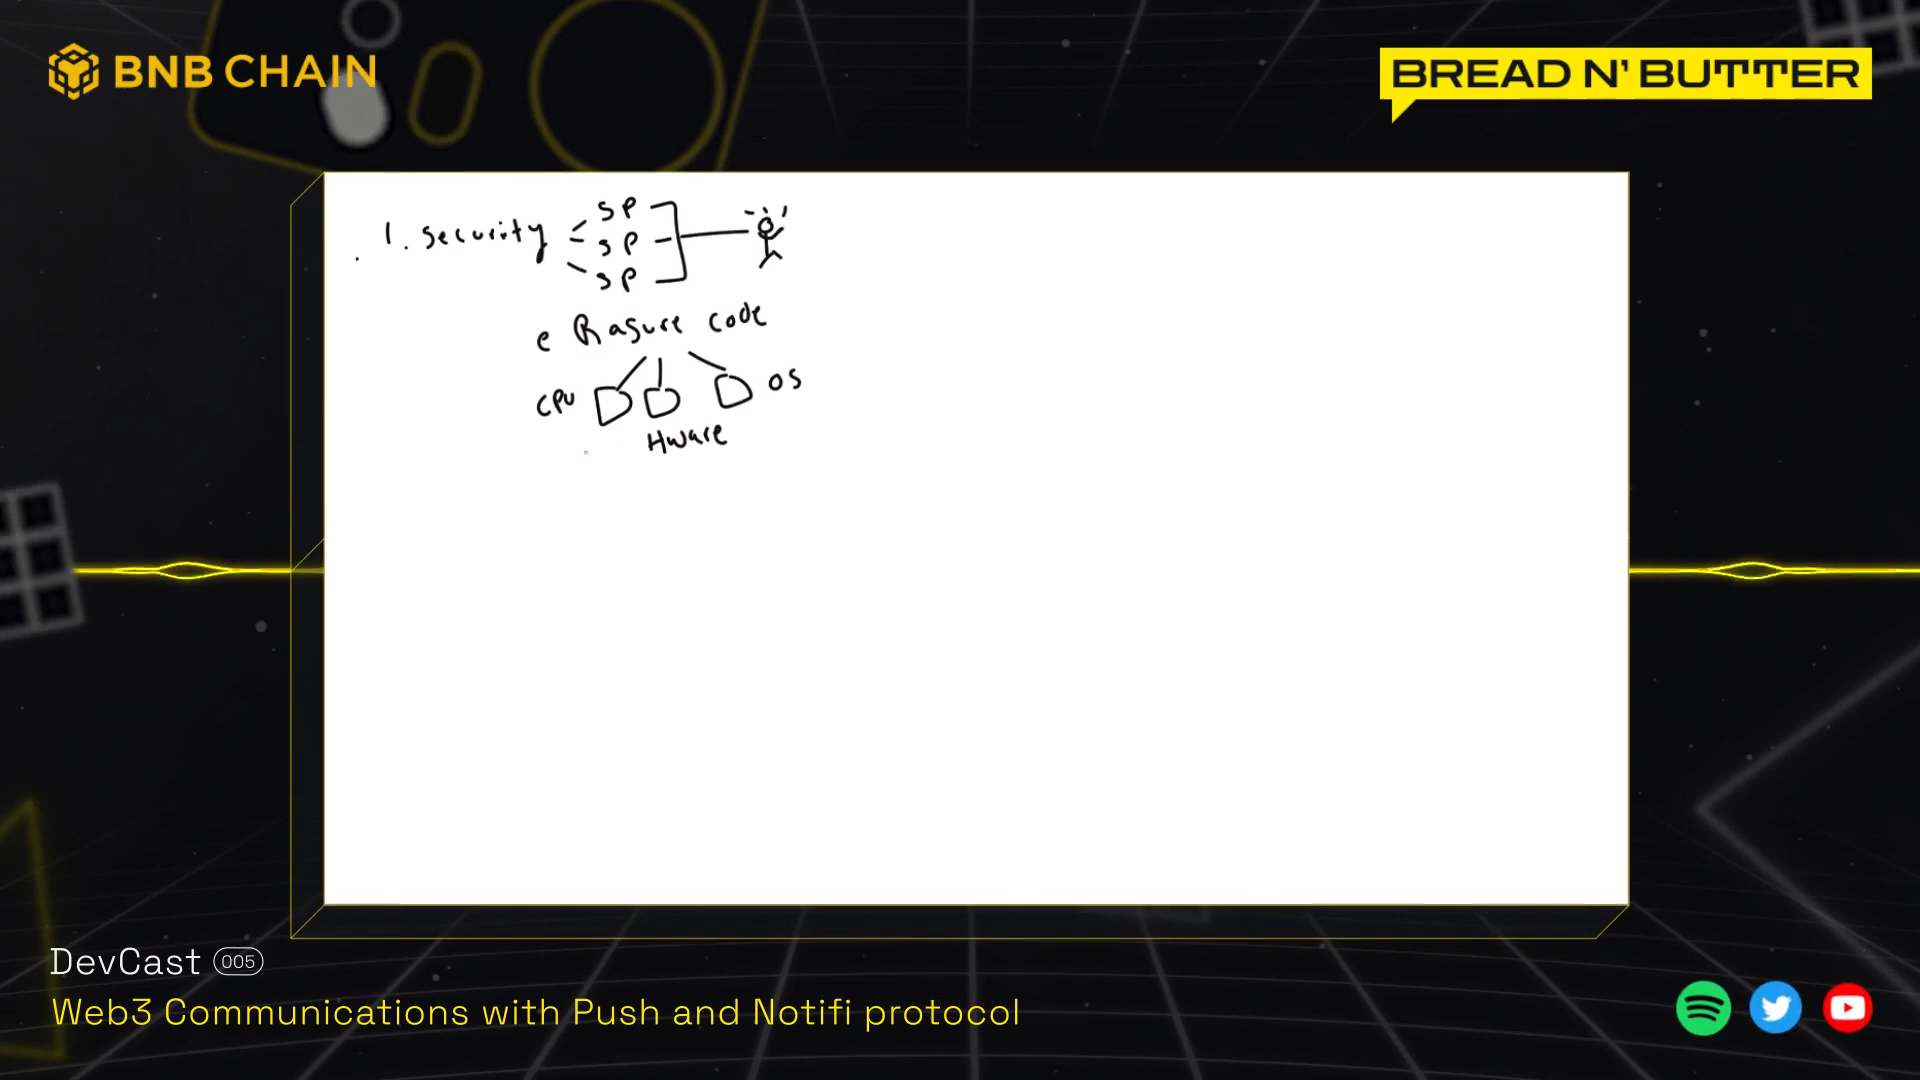 BNB CHAIN
BREAD N' BUTTER
1. security
SP
SP
SP
eRasure code
CPU
OS
Hware
DevCast 005
Web3 Communications with Push and Notifi protocol